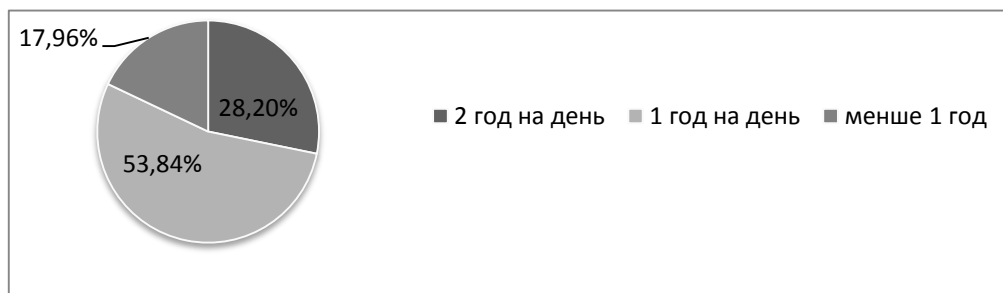 17,96%
28,20%
53,84%
2 год на день 1 год на день менше 1 год